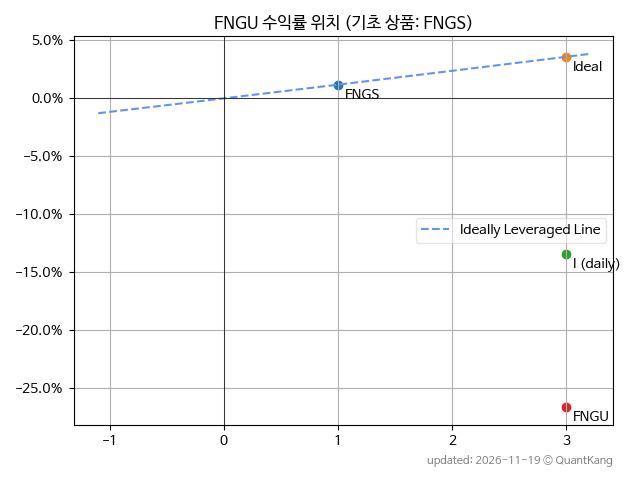 FNGU 수익률 위치 (기초 상품: FNGS)
5.0%
Ideal
0.0%
FNGS
−5.0%
−10.0%
Ideally Leveraged Line
−15.0%
I (daily)
−20.0%
−25.0%
FNGU
−1 0 1 2 3
updated: 2026-11-19 © QuantKang